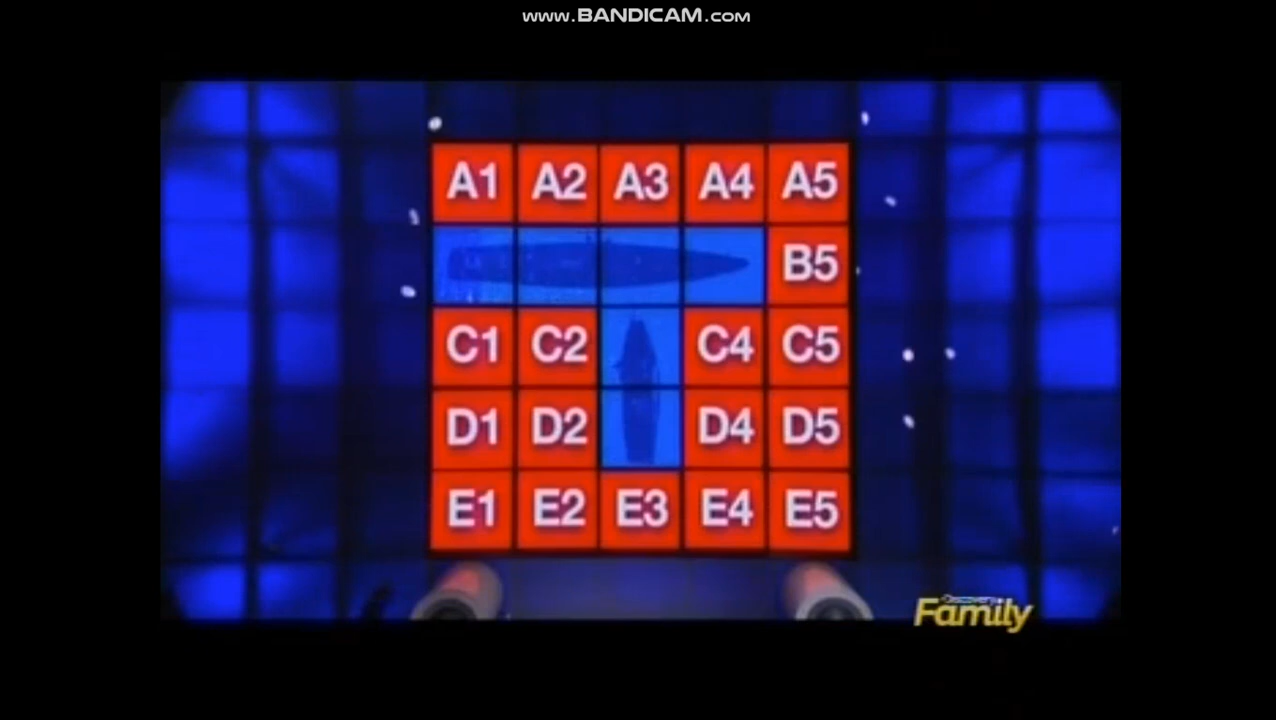 www.BANDICAM.com
A1 A2 A3 A4 A5
B5
C1 C2 C4 C5
D1 D2 D4 D5
E1 E2 E3 E4 E5
Discovery
Family